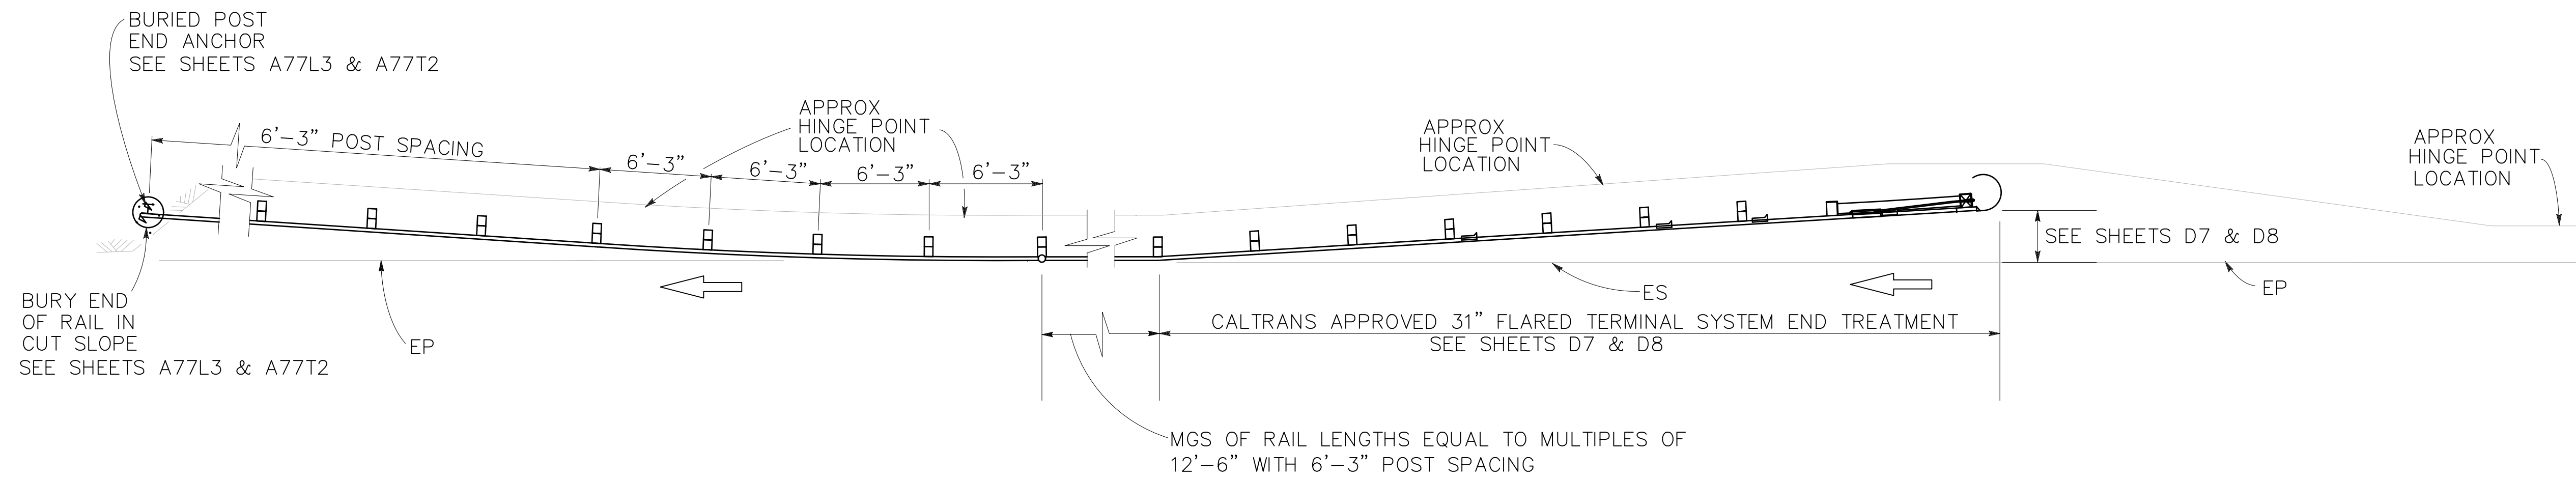 BURIED POST
END ANCHOR
SEE SHEETS A77L3 & A77T2
6'-3" POST SPACING
6'-3"
6'-3"
6'-3"
6'-3"
APPROX
HINGE POINT
LOCATION
APPROX
HINGE POINT
LOCATION
APPROX
HINGE POINT
LOCATION
SEE SHEETS D7 & D8
BURY END
OF RAIL IN
CUT SLOPE
SEE SHEETS A77L3 & A77T2
EP
ES
EP
CALTRANS APPROVED 31" FLARED TERMINAL SYSTEM END TREATMENT
SEE SHEETS D7 & D8
MGS OF RAIL LENGTHS EQUAL TO MULTIPLES OF
12'-6" WITH 6'-3" POST SPACING